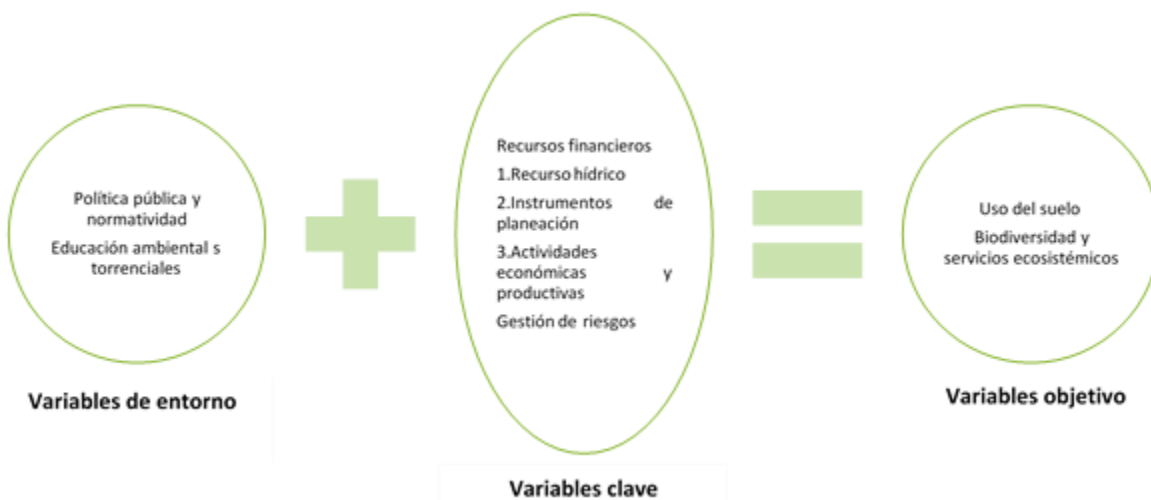 Política pública y
normatividad
Educación ambiental s
torrenciales
Variables de entorno
Recursos financieros
1.Recurso hídrico
2.Instrumentos de
planeación
3.Actividades
económicas y
productivas
Gestión de riesgos
Variables clave
Uso del suelo
Biodiversidad y
servicios ecosistémicos
Variables objetivo